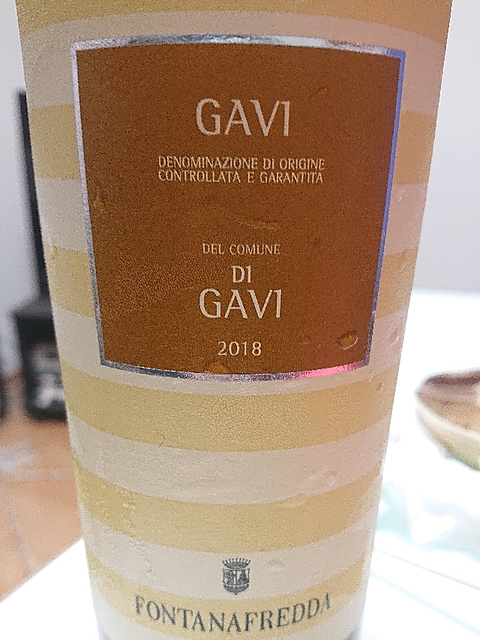 GAVI
DENOMINAZIONE DI ORIGINE
CONTROLLATA E GARANTITA
DEL COMUNE
DI
GAVI
2018
FONTANAFREDDA